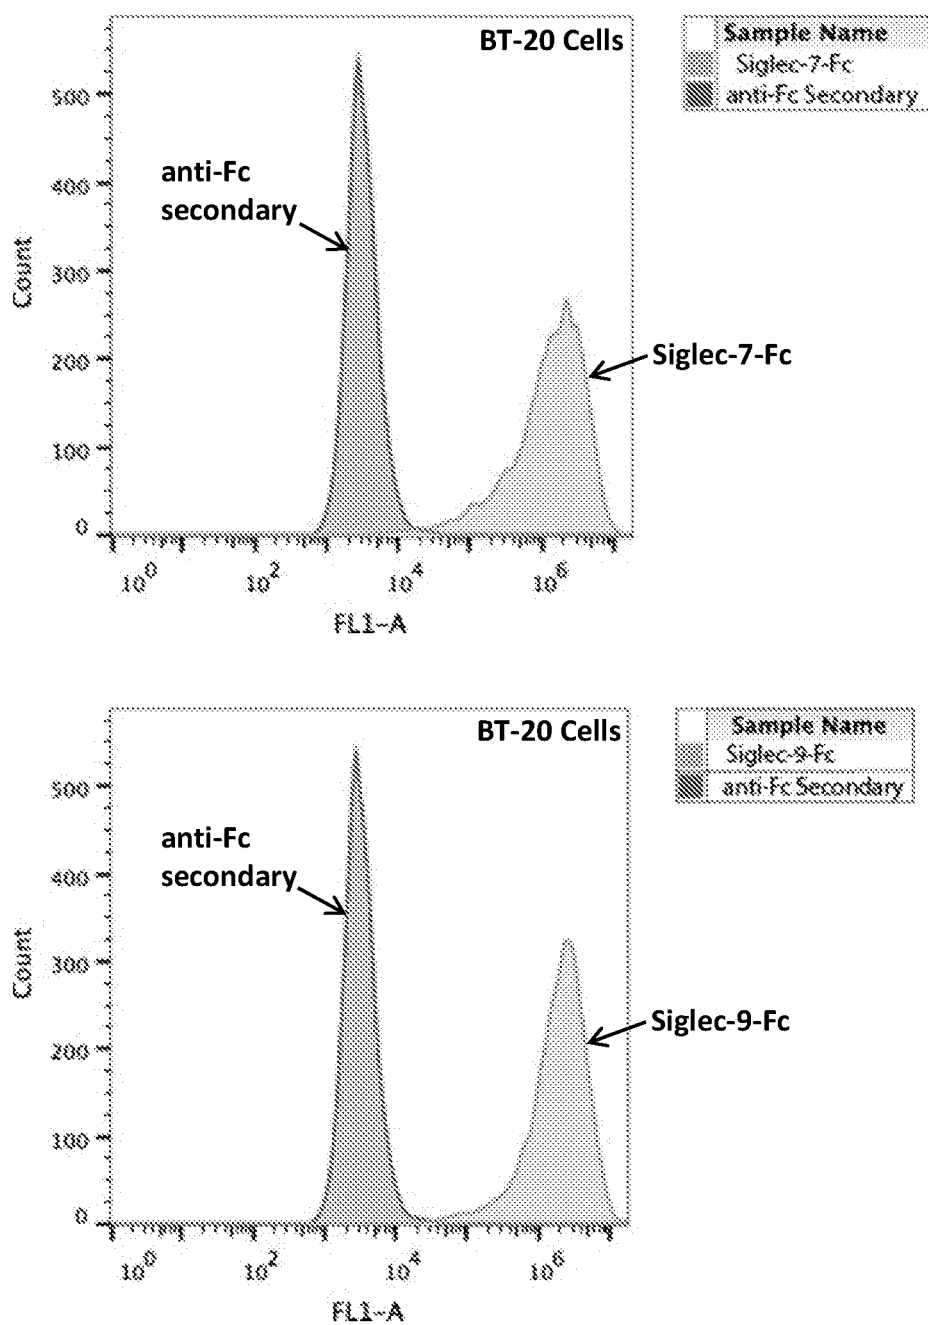 BT-20 Cells
Sample Name
Siglec-7-Fc
anti-Fc Secondary
500
400
300
200
100
0
Count
anti-Fc
secondary
Siglec-7-Fc
10^0
10^2
10^4
10^6
FL1-A
BT-20 Cells
Sample Name
Siglec-9-Fc
anti-Fc Secondary
500
400
300
200
100
0
Count
anti-Fc
secondary
Siglec-9-Fc
10^0
10^2
10^4
10^6
FL1-A